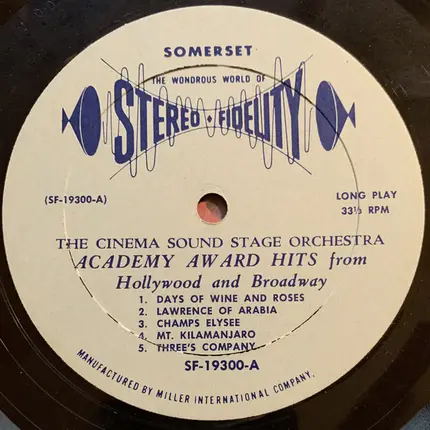 SOMERSET
THE WONDROUS WORLD OF
STEREO • FIDELITY
(SF-19300-A)
LONG PLAY
33⅓ RPM
THE CINEMA SOUND STAGE ORCHESTRA
ACADEMY AWARD HITS from
Hollywood and Broadway
1. DAYS OF WINE AND ROSES
2. LAWRENCE OF ARABIA
3. CHAMPS ELYSEE
4. MT. KILAMANJARO
5. THREE'S COMPANY
SF-19300-A
MANUFACTURED BY MILLER INTERNATIONAL COMPANY.